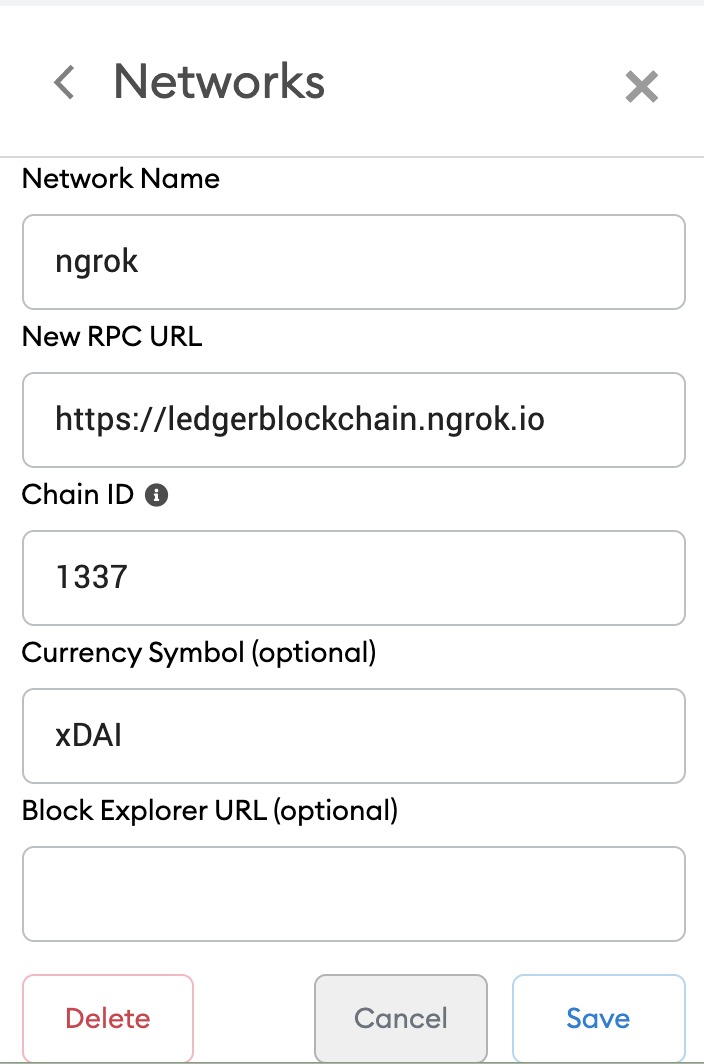 Networks
Network Name
ngrok
New RPC URL
https://ledgerblockchain.ngrok.io
Chain ID
1337
Currency Symbol (optional)
xDAI
Block Explorer URL (optional)
Delete Cancel Save